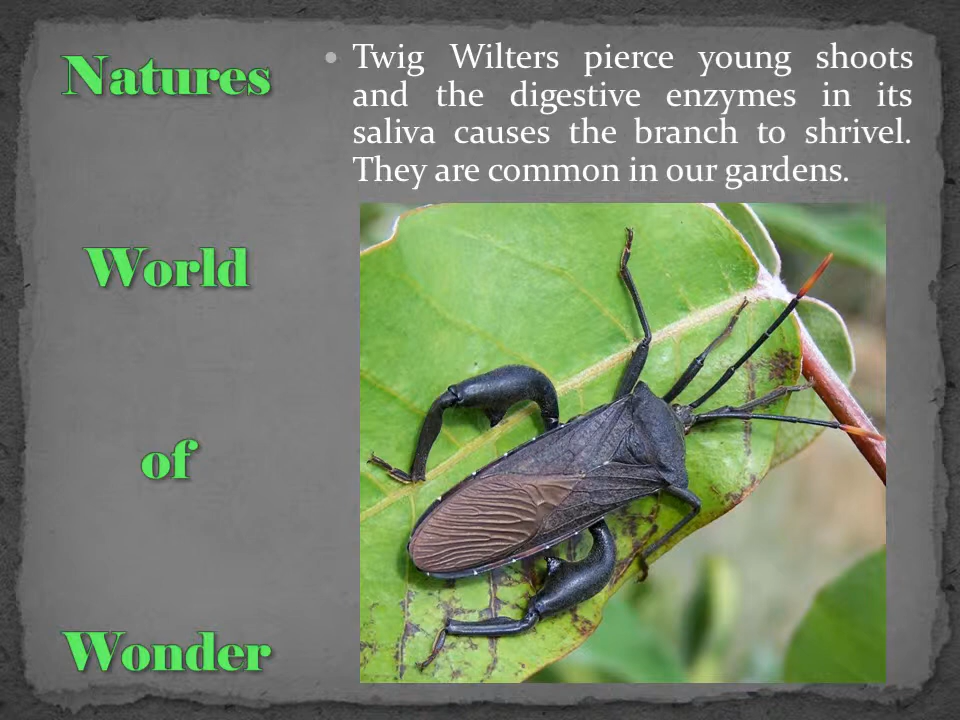 Natures
World
of
Wonder
• Twig Wilters pierce young shoots
and the digestive enzymes in its
saliva causes the branch to shrivel.
They are common in our gardens.